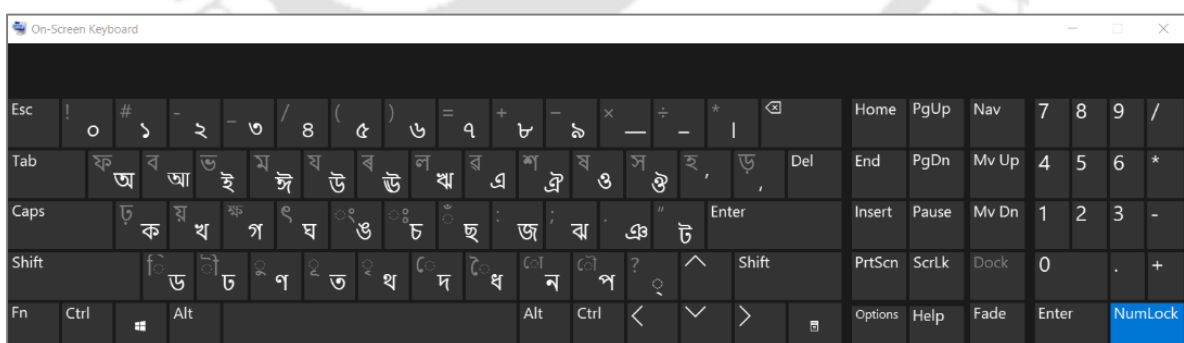 On-Screen Keyboard
Esc ! ০ # ১ - ২ _ ৩ / ৪ ( ৫ ) ৬ = ৭ + ৮ – ৯ × — ÷ – * | Home PgUp Nav 7 8 9 /
Tab ফ অ ব আ ভ ই ম ঈ য উ ৰ ঊ ল ঋ ৱ এ শ ঐ ষ ও স ঔ হ , ড় , Del End PgDn Mv Up 4 5 6 *
Caps ঢ় ক য় খ ক্ষ গ ৎ ঘ ং ঙ ঃ চ ঁ ছ : জ ; ঝ . ঞ " ট Enter Insert Pause Mv Dn 1 2 3 -
Shift ি ড ী ঢ ু ণ ূ ত ৃ থ ে দ ৈ ধ ো ন ৌ প ? ্ Shift PrtScn ScrLk Dock 0 . +
Fn Ctrl Alt Alt Ctrl Options Help Fade Enter NumLock